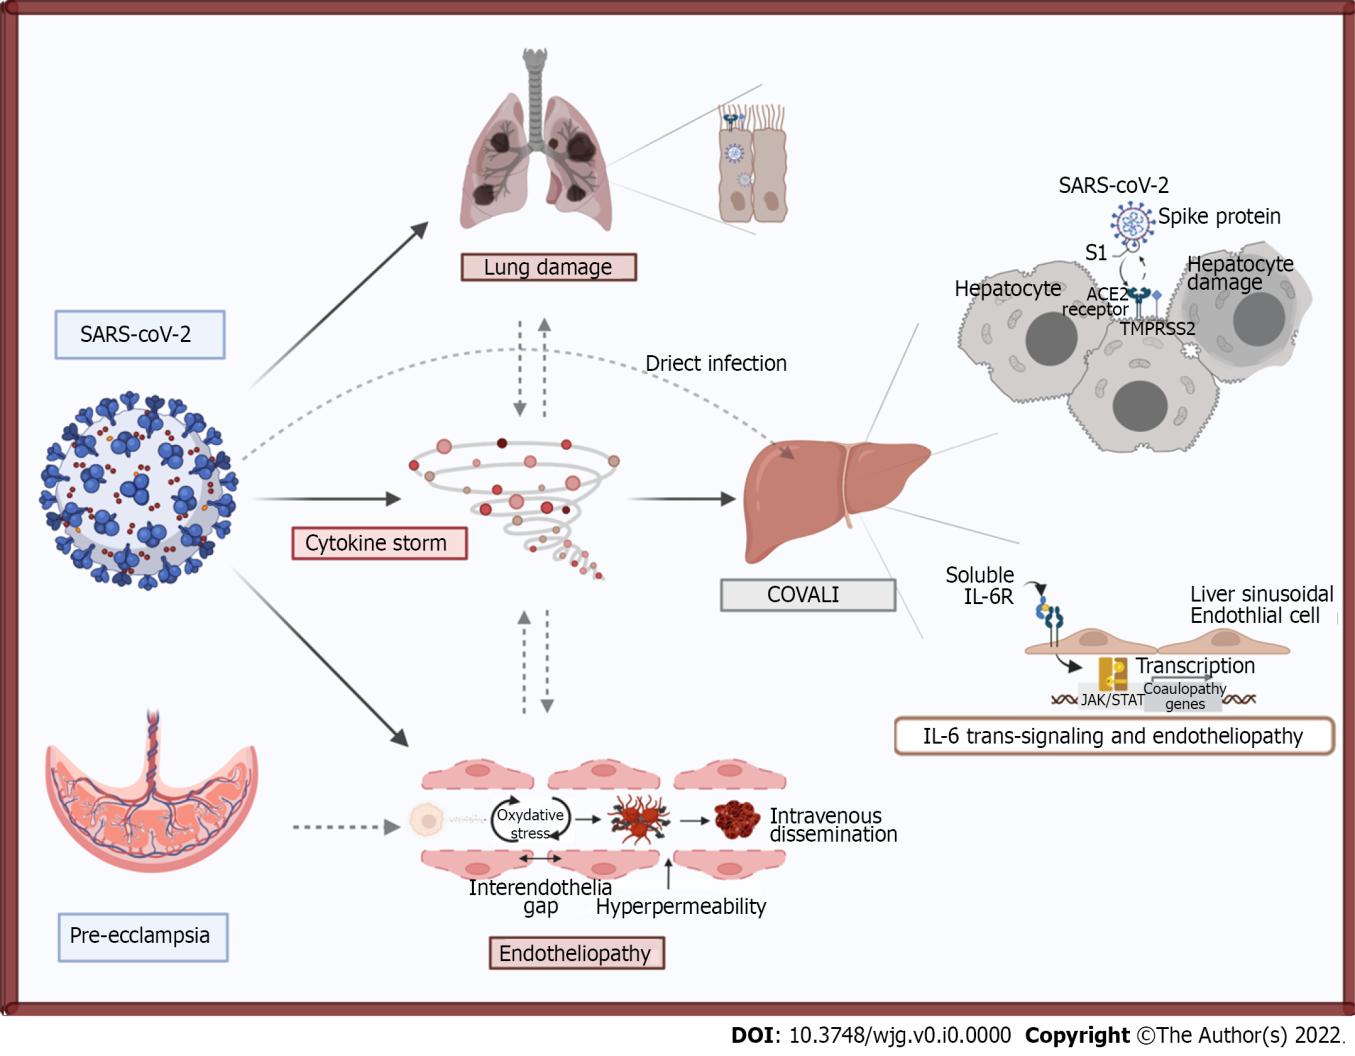 Lung damage
SARS-coV-2
Spike protein
S1
Hepatocyte
ACE2
receptor
TMPRSS2
Hepatocyte
damage
SARS-coV-2
Driect infection
Cytokine storm
COVALI
Soluble
IL-6R
Liver sinusoidal
Endothlial cell
Transcription
JAK/STAT
Coaulopathy
genes
IL-6 trans-signaling and endotheliopathy
Oxydative
stress
Intravenous
dissemination
Interendothelia
gap
Hyperpermeability
Pre-ecclampsia
Endotheliopathy
DOI: 10.3748/wjg.v0.i0.0000 Copyright ©The Author(s) 2022.